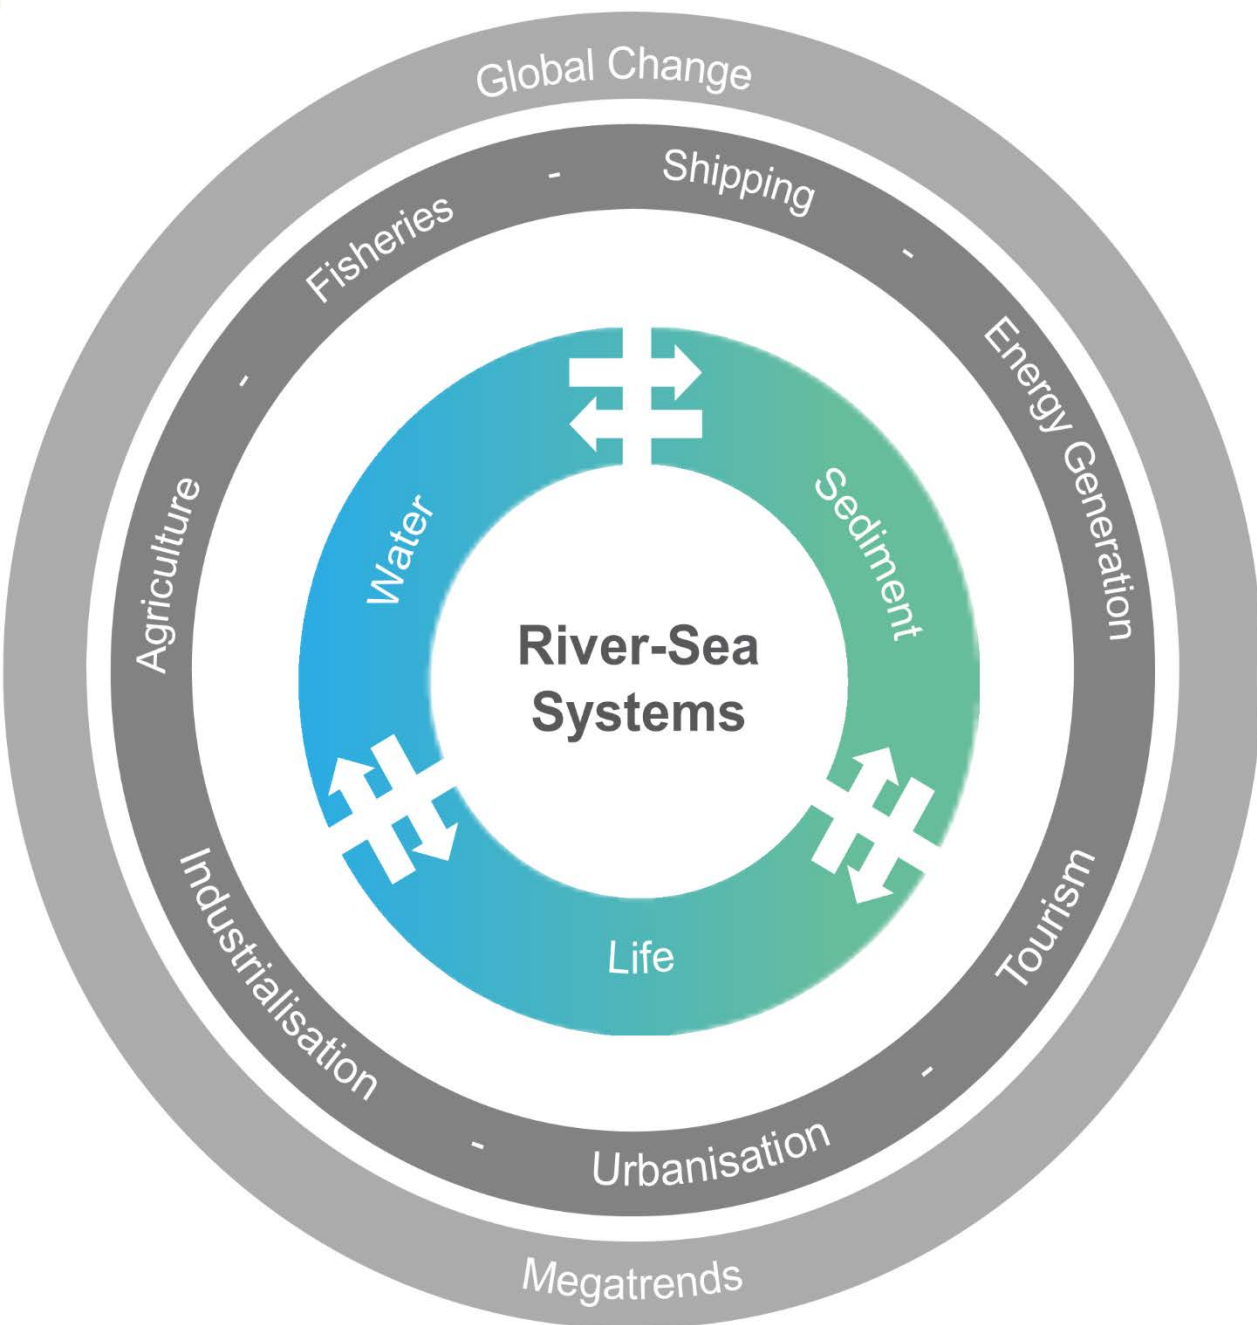 Global Change
Agriculture - Fisheries - Shipping - Energy Generation
Water
Sediment
River-Sea
Systems
Life
Industrialisation - Urbanisation - Tourism
Megatrends